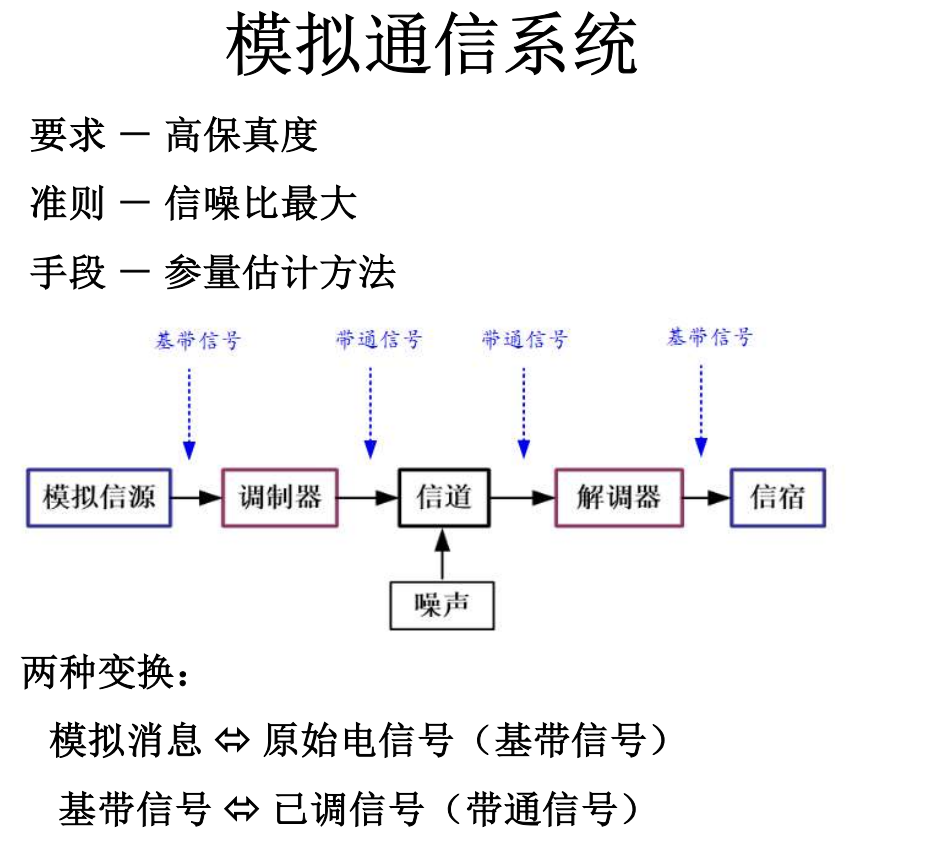 模拟通信系统
要求 － 高保真度
准则 － 信噪比最大
手段 － 参量估计方法
基带信号 带通信号 带通信号 基带信号
模拟信源 调制器 信道 解调器 信宿
噪声
两种变换：
模拟消息 ⇔ 原始电信号（基带信号）
基带信号 ⇔ 已调信号（带通信号）